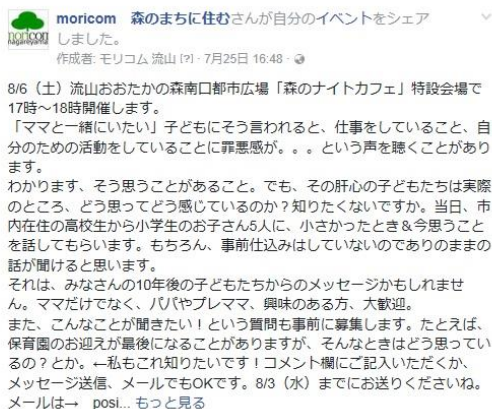 moricom 森のまちに住むさんが自分のイベントをシェア
しました。
moricom
nagareyama
作成者: モリコム 流山 [?]・7月25日 16:48・
8/6（土）流山おおたかの森南口都市広場「森のナイトカフェ」特設会場で
17時～18時開催します。
「ママと一緒にいたい」子どもにそう言われると、仕事をしていること、自
分のための活動をしていることに罪悪感が。。。という声を聴くことがあり
ます。
わかります、そう思うことがあること。でも、その肝心の子どもたちは実際
のところ、どう思ってどう感じているのか？知りたくないですか。当日、市
内在住の高校生から小学生のお子さん5人に、小さかったとき＆今思うこと
を話してもらいます。もちろん、事前仕込みはしていないのでありのままの
話が聞けると思います。
それは、みなさんの10年後の子どもたちからのメッセージかもしれませ
ん。ママだけでなく、パパやプレママ、興味のある方、大歓迎。
また、こんなことが聞きたい！という質問も事前に募集します。たとえば、
保育園のお迎えが最後になることがありますが、そんなときはどう思ってい
るの？とか。←私もこれ知りたいです！コメント欄にご記入いただくか、
メッセージ送信、メールでもOKです。8/3（水）までにお送りくださいね。
メールは→ posi... もっと見る